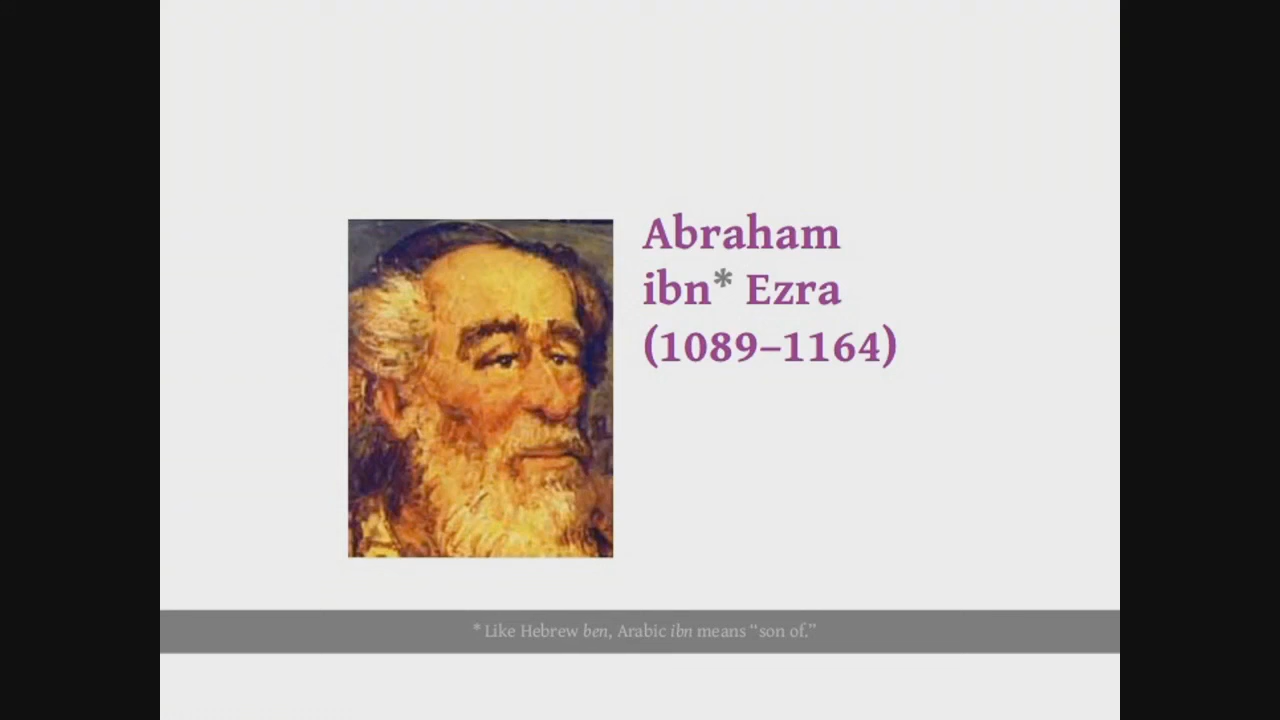 Abraham
ibn* Ezra
(1089–1164)
* Like Hebrew ben, Arabic ibn means “son of.”